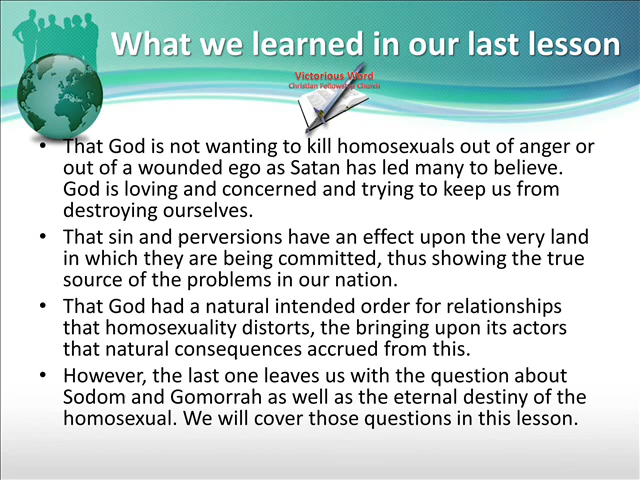 What we learned in our last lesson
Victorious Word
Christian Fellowship Church
• That God is not wanting to kill homosexuals out of anger or
out of a wounded ego as Satan has led many to believe.
God is loving and concerned and trying to keep us from
destroying ourselves.
• That sin and perversions have an effect upon the very land
in which they are being committed, thus showing the true
source of the problems in our nation.
• That God had a natural intended order for relationships
that homosexuality distorts, the bringing upon its actors
that natural consequences accrued from this.
• However, the last one leaves us with the question about
Sodom and Gomorrah as well as the eternal destiny of the
homosexual. We will cover those questions in this lesson.